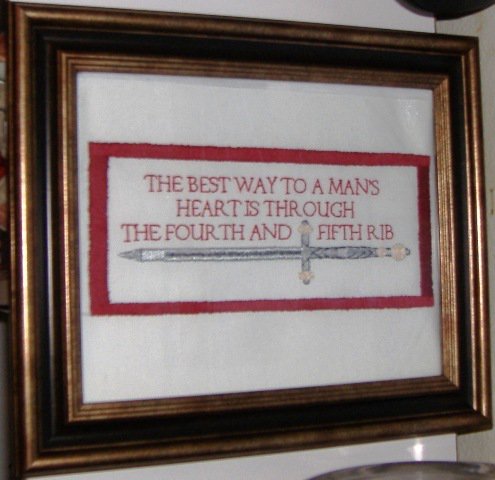 THE BEST WAY TO A MAN'S
HEART IS THROUGH
THE FOURTH AND FIFTH RIB